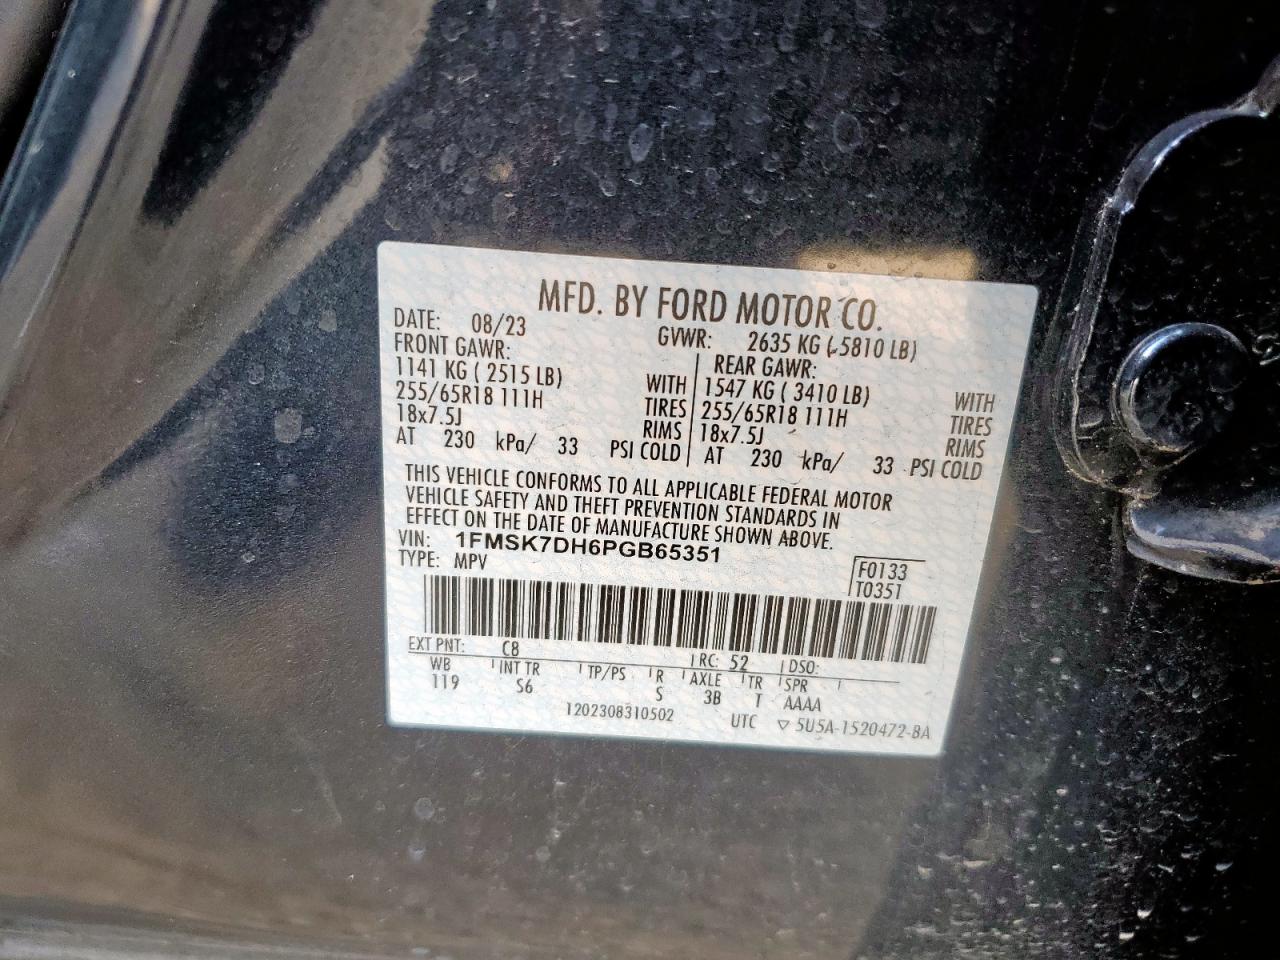 MFD. BY FORD MOTOR CO.
DATE: 08/23 GVWR: 2635 KG ( 5810 LB)
FRONT GAWR: REAR GAWR:
1141 KG ( 2515 LB) WITH 1547 KG ( 3410 LB) WITH
255/65R18 111H TIRES 255/65R18 111H TIRES
18x7.5J RIMS 18x7.5J RIMS
AT 230 kPa/ 33 PSI COLD AT 230 kPa/ 33 PSI COLD
THIS VEHICLE CONFORMS TO ALL APPLICABLE FEDERAL MOTOR
VEHICLE SAFETY AND THEFT PREVENTION STANDARDS IN
EFFECT ON THE DATE OF MANUFACTURE SHOWN ABOVE.
VIN: 1FMSK7DH6PGB65351
TYPE: MPV F0133
T0351
EXT PNT: C8 RC: 52 DSO:
WB INT TR TP/PS R AXLE TR SPR
119 S6 S 3B T AAAA
1202308310502 UTC ▽ 5U5A-1520472-BA